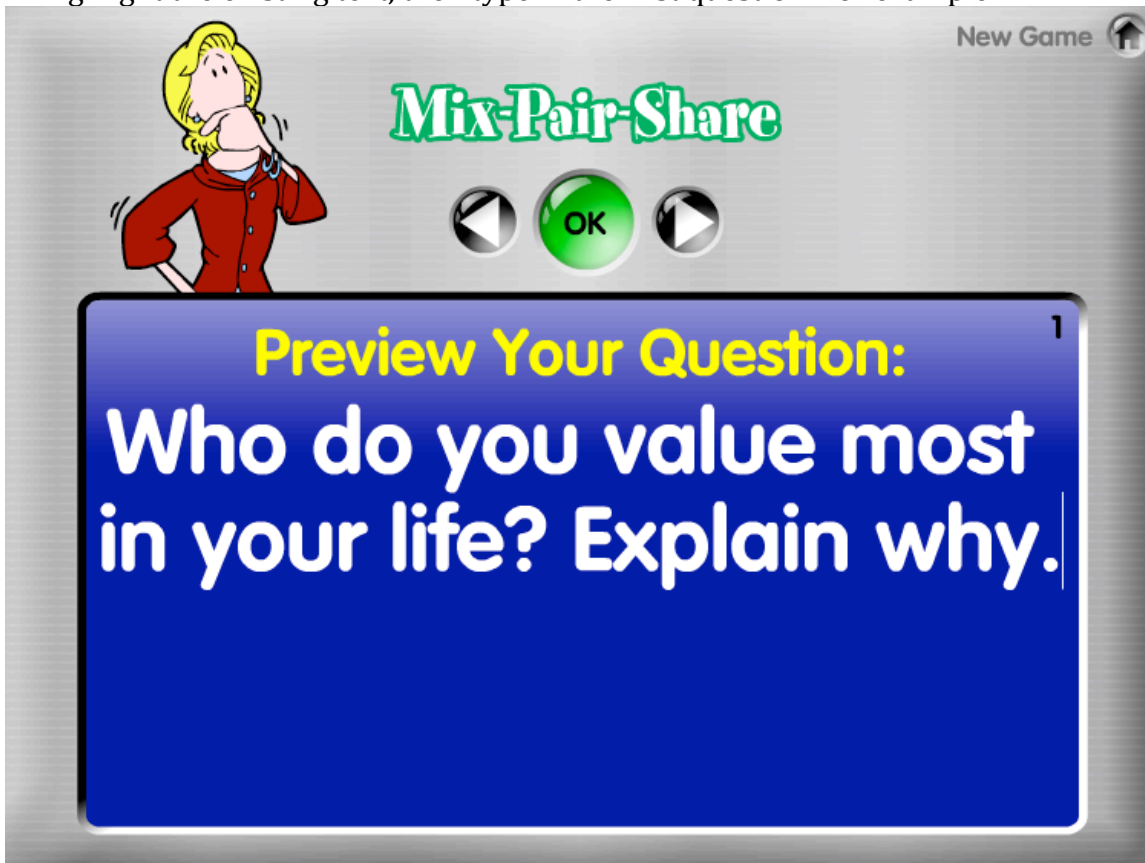 New Game
Mix-Pair-Share
OK
1
Preview Your Question:
Who do you value most
in your life? Explain why.